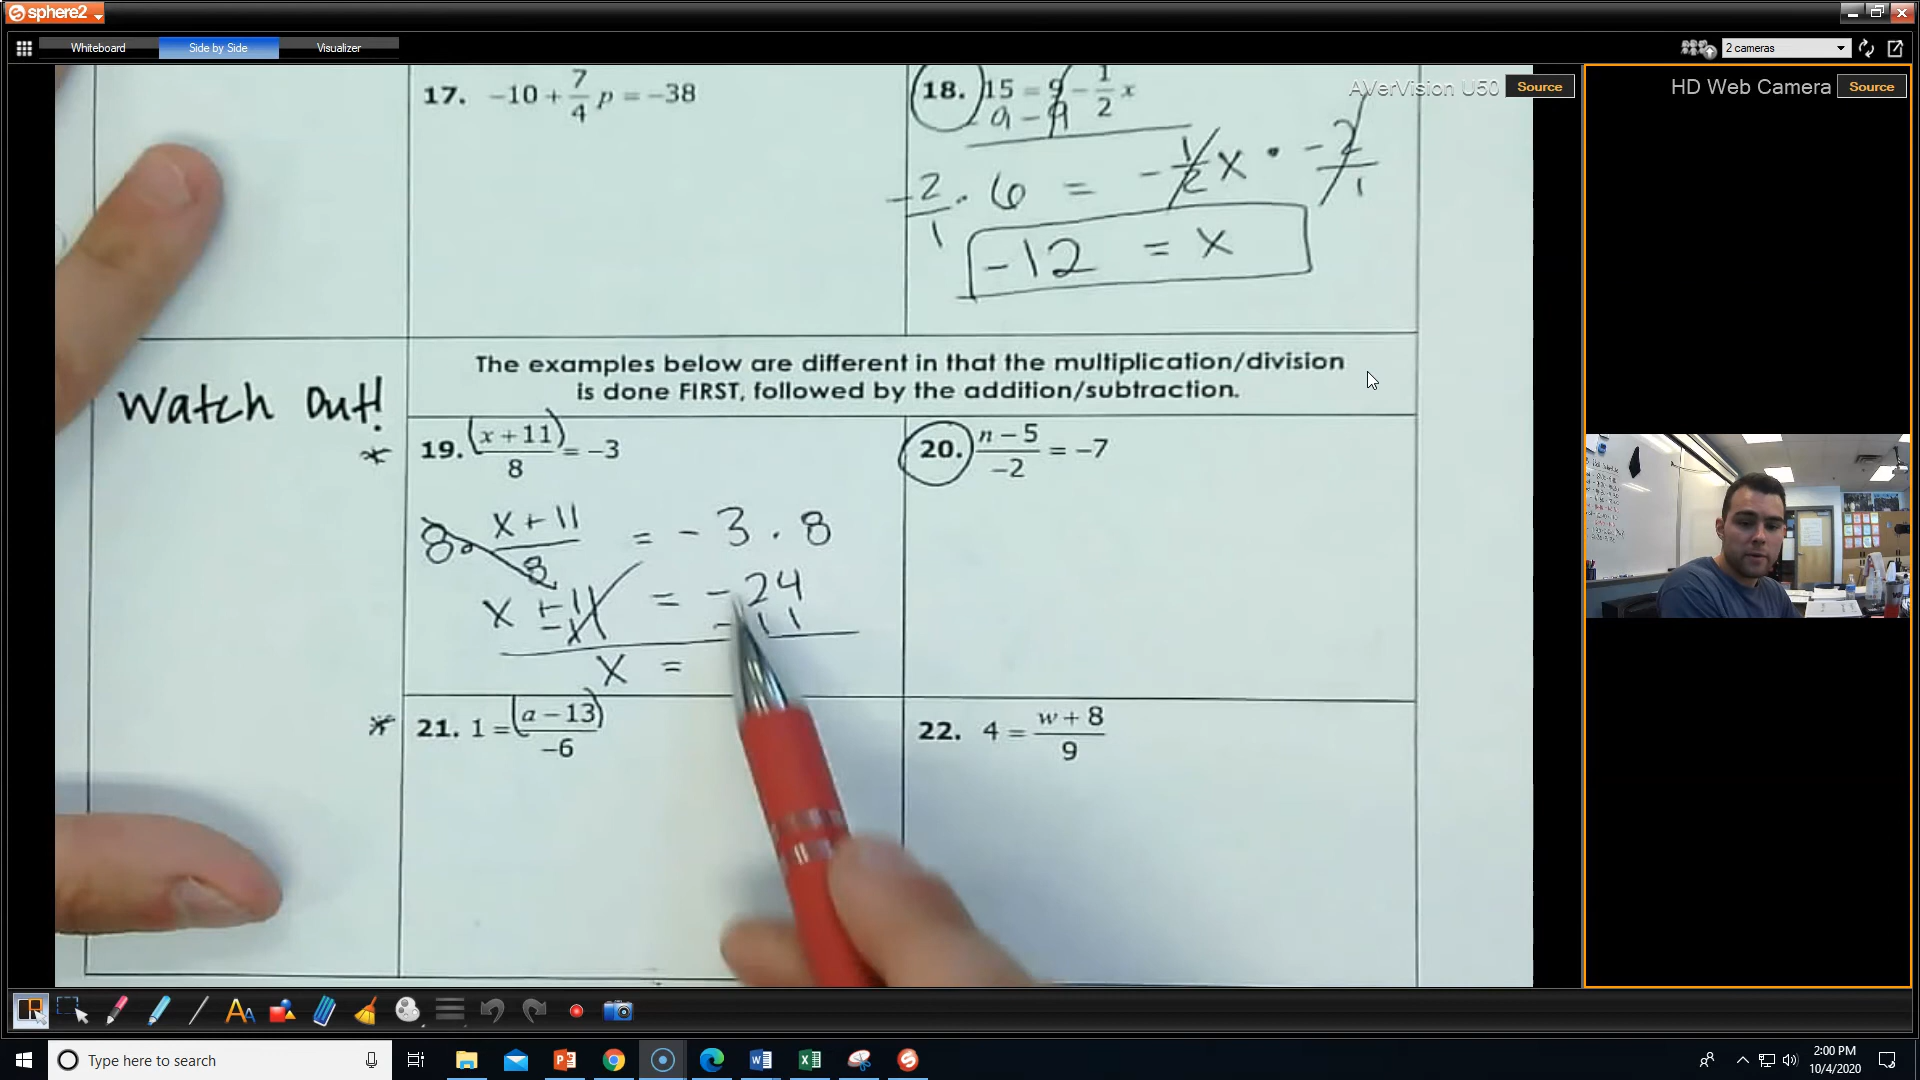 sphere2
Whiteboard
Side by Side
Visualizer
2 cameras
AVerVision U50
Source
HD Web Camera
Source
17. -10 + 7/4 p = -38
18. 15 = 9 - 1/2 x
9 - 9
-2/1 · 6 = -1/2 x · -2/1
-12 = x
The examples below are different in that the multiplication/division
is done FIRST, followed by the addition/subtraction.
Watch Out!
* 19. (x + 11)/8 = -3
8 · x + 11/8 = -3 · 8
x + 11 = -24
- 11 - 11
x =
20. n - 5/-2 = -7
* 21. 1 = (a - 13)/-6
22. 4 = w + 8/9
Type here to search
2:00 PM
10/4/2020